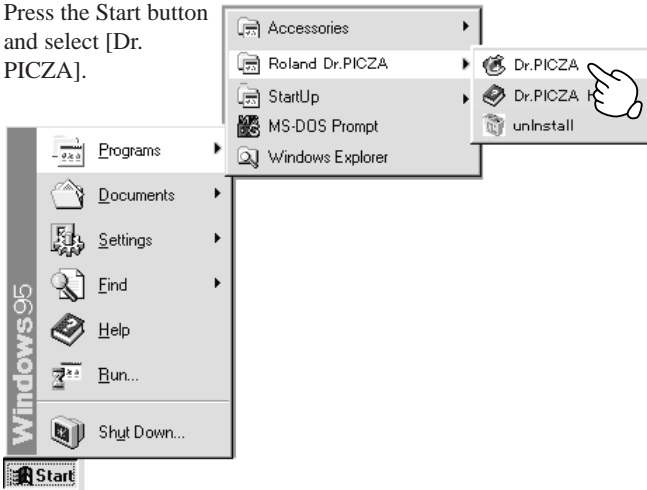 Press the Start button
and select [Dr.
PICZA].
Accessories
Roland Dr.PICZA
StartUp
MS-DOS Prompt
Windows Explorer
Dr.PICZA
Dr.PICZA H
unInstall
Programs
Documents
Settings
Find
Help
Run...
Shut Down...
Windows95
Start